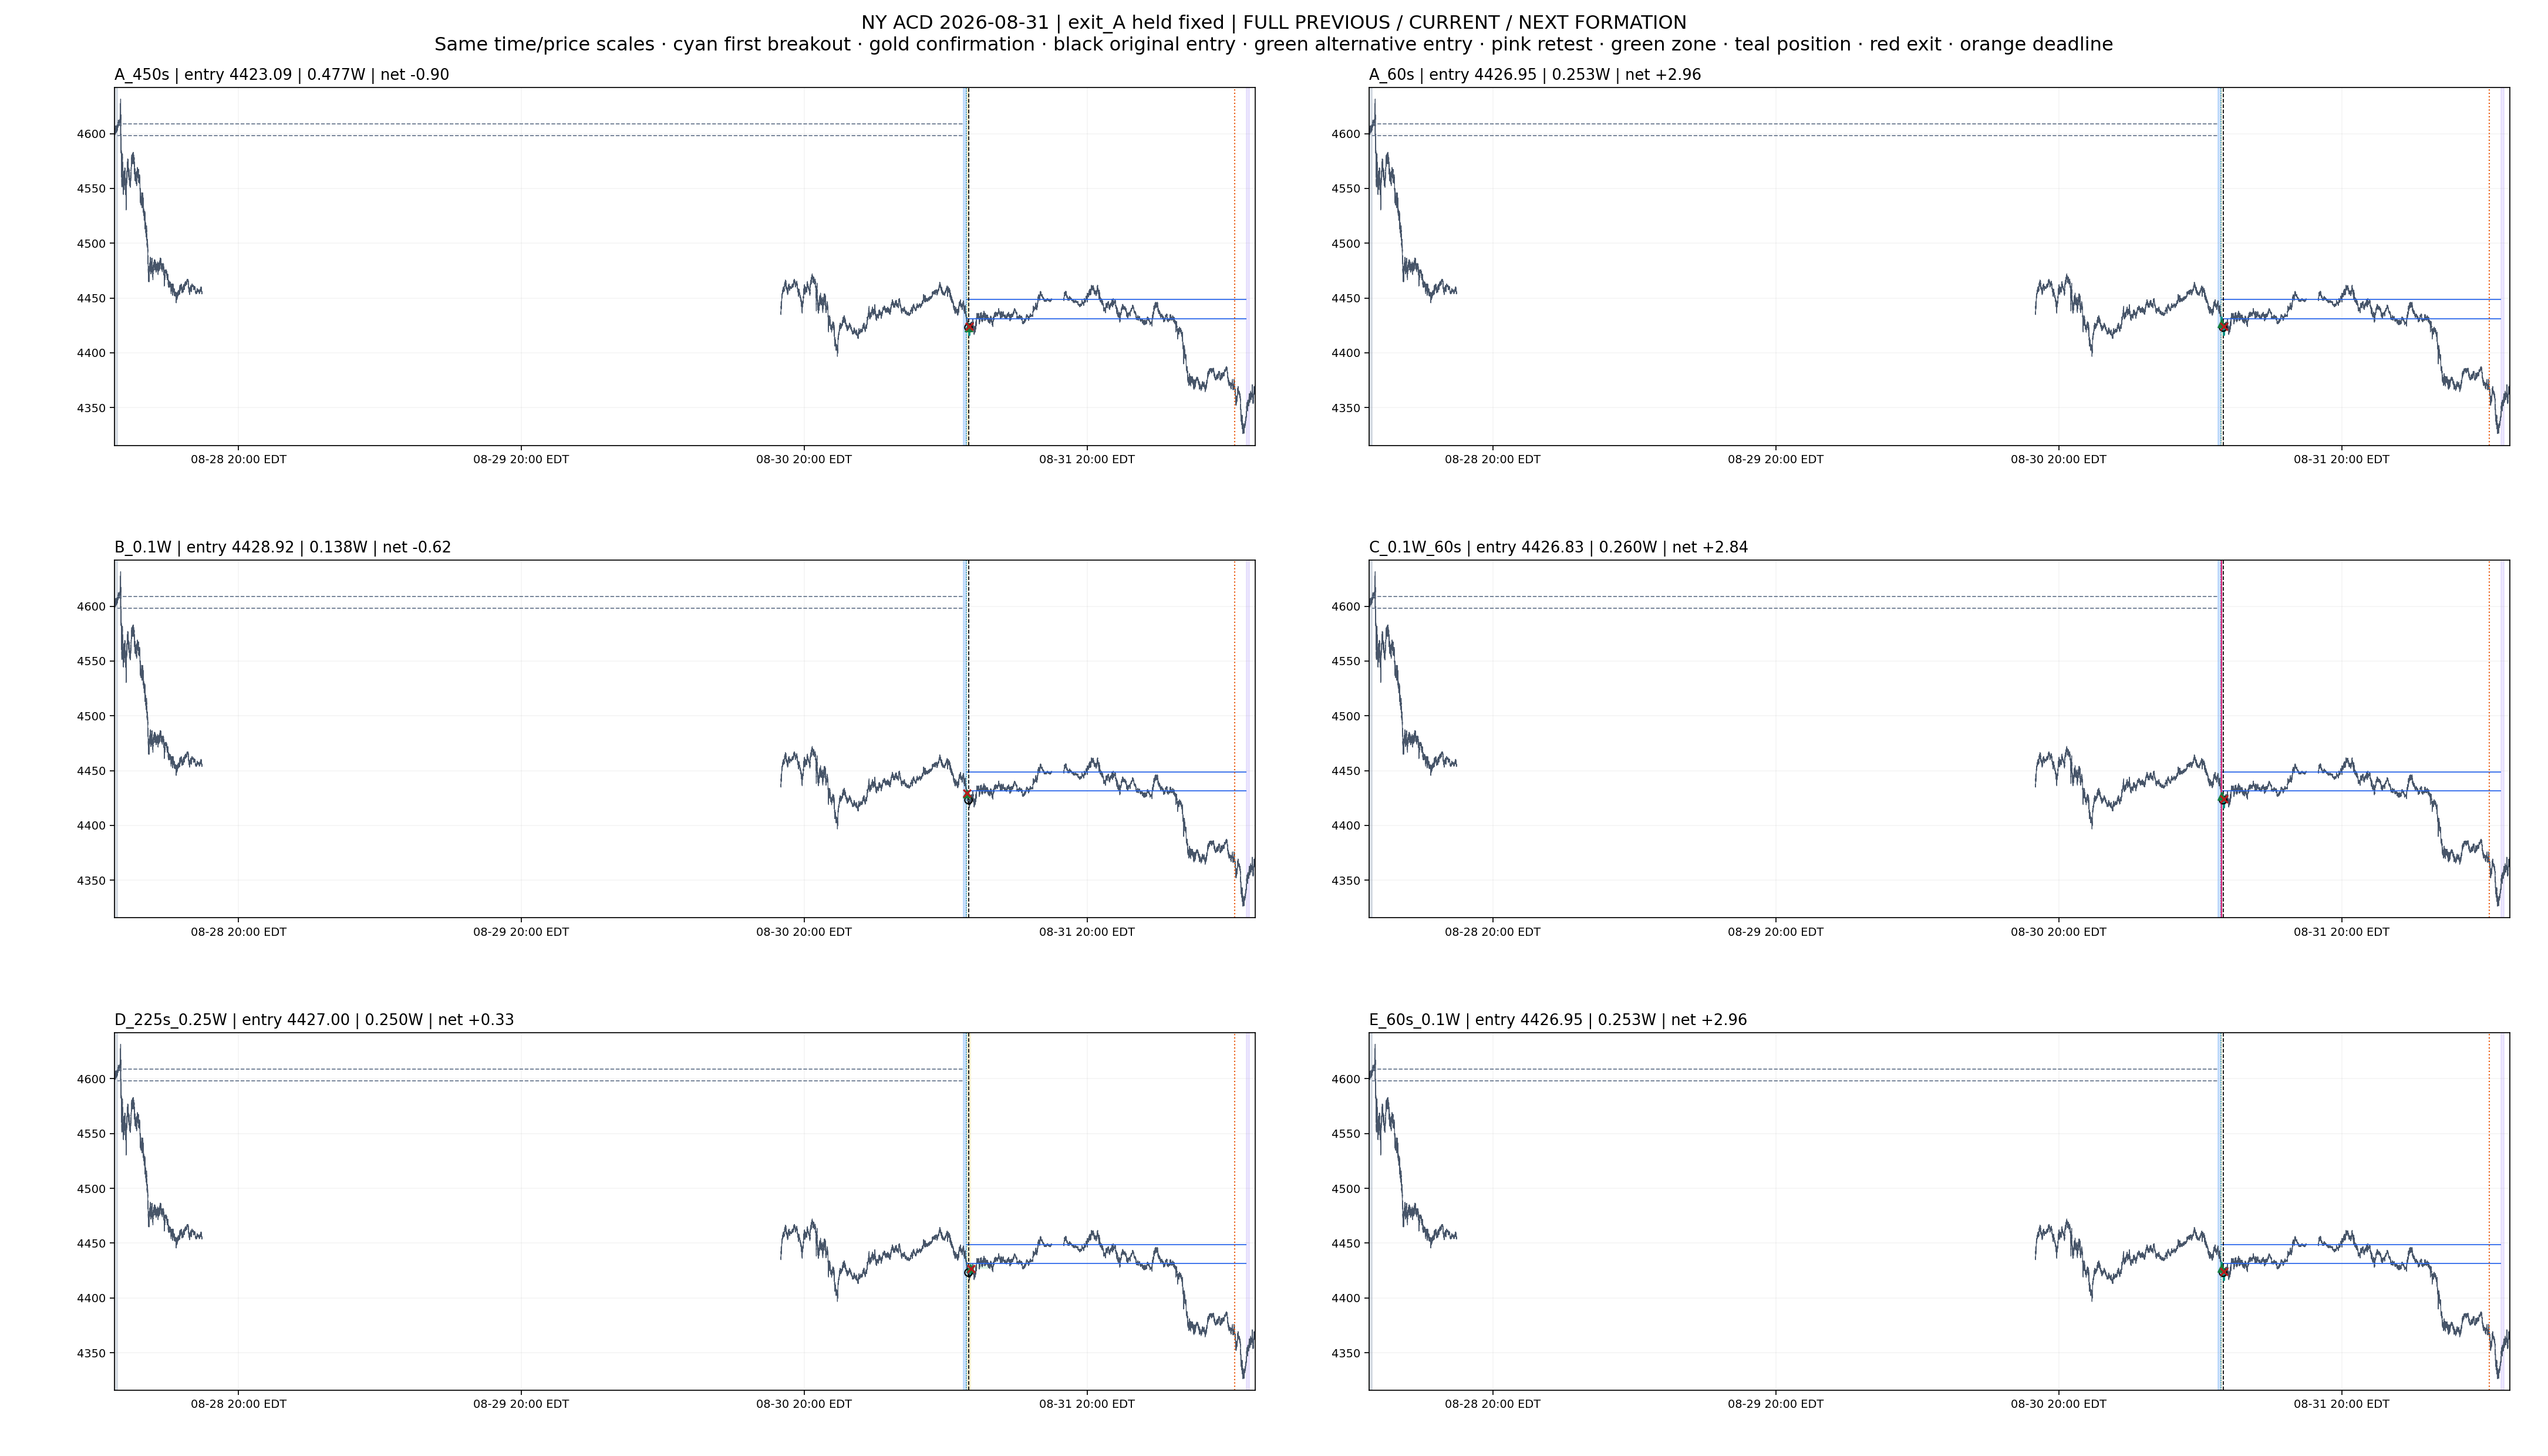 NY ACD 2026-08-31 | exit_A held fixed | FULL PREVIOUS / CURRENT / NEXT FORMATION
Same time/price scales · cyan first breakout · gold confirmation · black original entry · green alternative entry · pink retest · green zone · teal position · red exit · orange deadline
A_450s | entry 4423.09 | 0.477W | net -0.90
4600
4550
4500
4450
4400
4350
08-28 20:00 EDT
08-29 20:00 EDT
08-30 20:00 EDT
08-31 20:00 EDT
A_60s | entry 4426.95 | 0.253W | net +2.96
4600
4550
4500
4450
4400
4350
08-28 20:00 EDT
08-29 20:00 EDT
08-30 20:00 EDT
08-31 20:00 EDT
B_0.1W | entry 4428.92 | 0.138W | net -0.62
4600
4550
4500
4450
4400
4350
08-28 20:00 EDT
08-29 20:00 EDT
08-30 20:00 EDT
08-31 20:00 EDT
C_0.1W_60s | entry 4426.83 | 0.260W | net +2.84
4600
4550
4500
4450
4400
4350
08-28 20:00 EDT
08-29 20:00 EDT
08-30 20:00 EDT
08-31 20:00 EDT
D_225s_0.25W | entry 4427.00 | 0.250W | net +0.33
4600
4550
4500
4450
4400
4350
08-28 20:00 EDT
08-29 20:00 EDT
08-30 20:00 EDT
08-31 20:00 EDT
E_60s_0.1W | entry 4426.95 | 0.253W | net +2.96
4600
4550
4500
4450
4400
4350
08-28 20:00 EDT
08-29 20:00 EDT
08-30 20:00 EDT
08-31 20:00 EDT